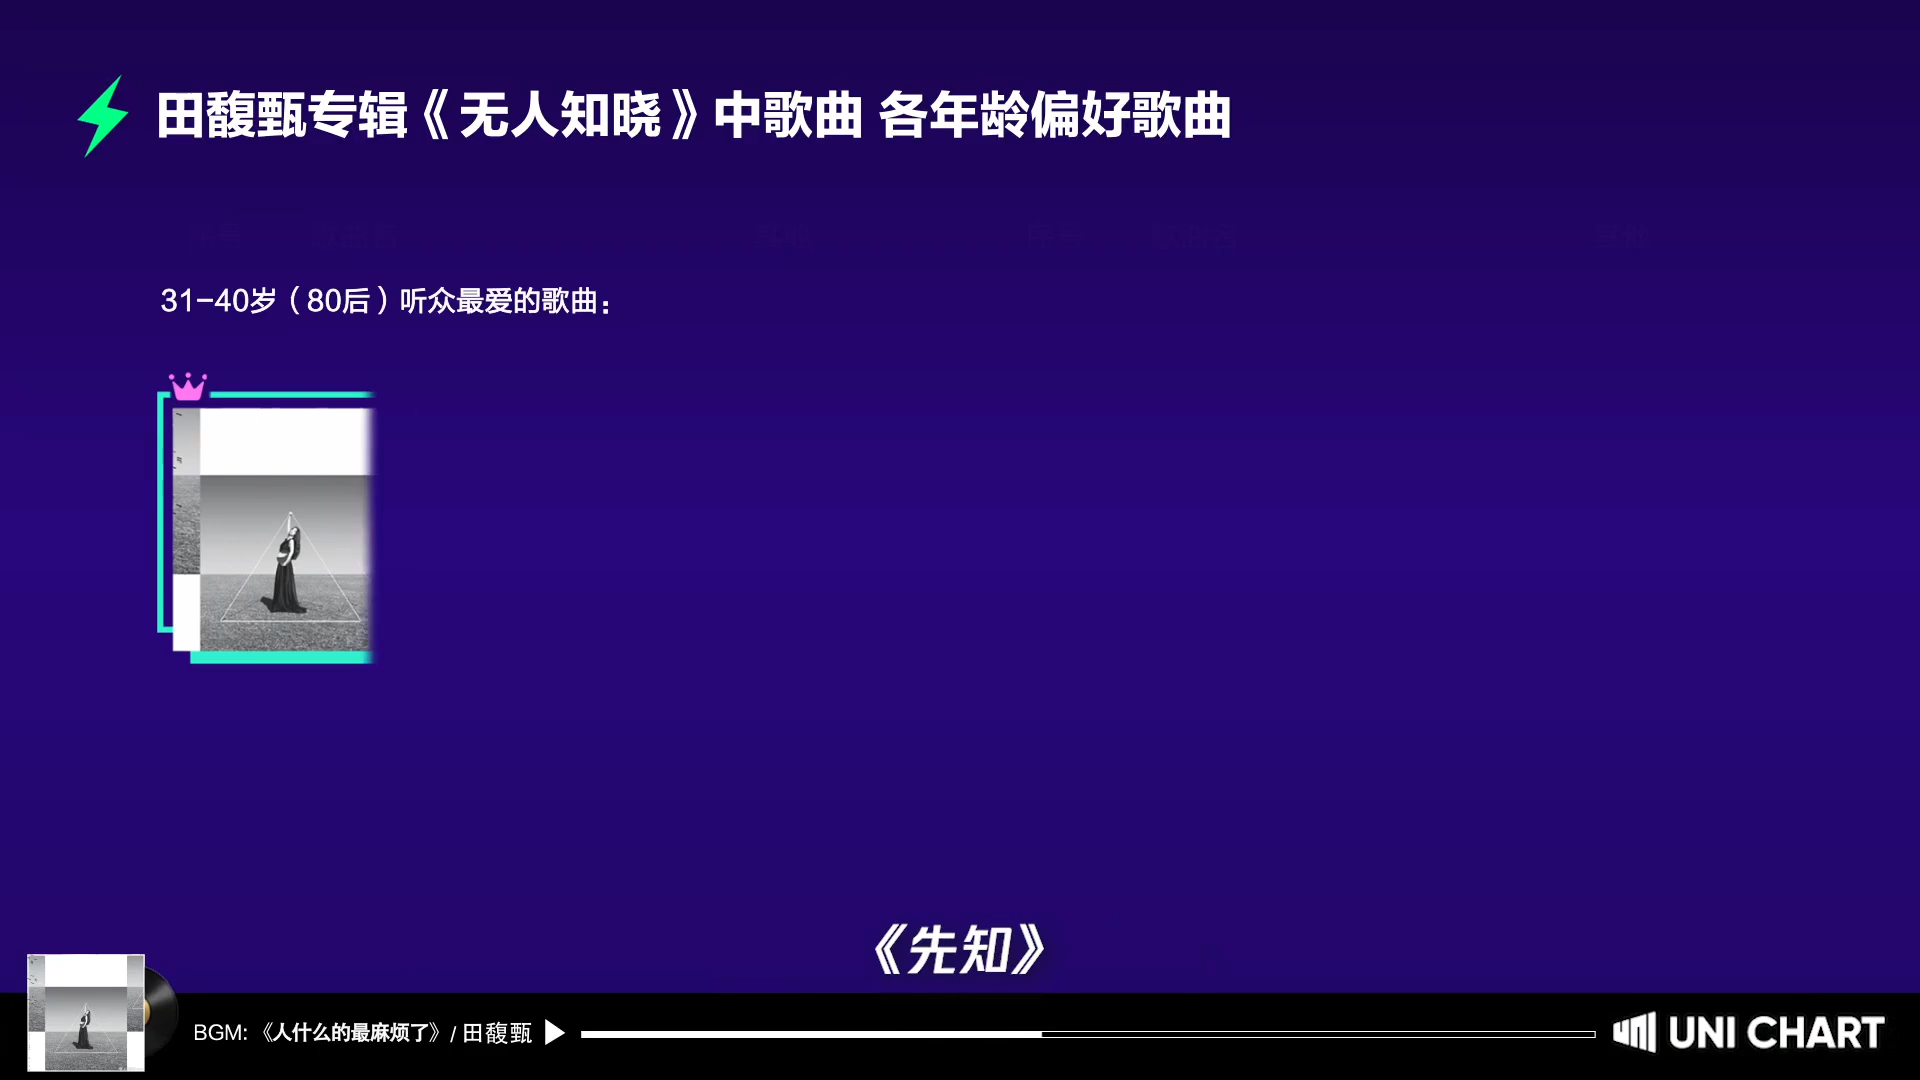 田馥甄专辑《无人知晓》中歌曲 各年龄偏好歌曲
31-40岁（80后）听众最爱的歌曲：
《先知》
BGM: 《人什么的最麻烦了》/ 田馥甄
UNI CHART